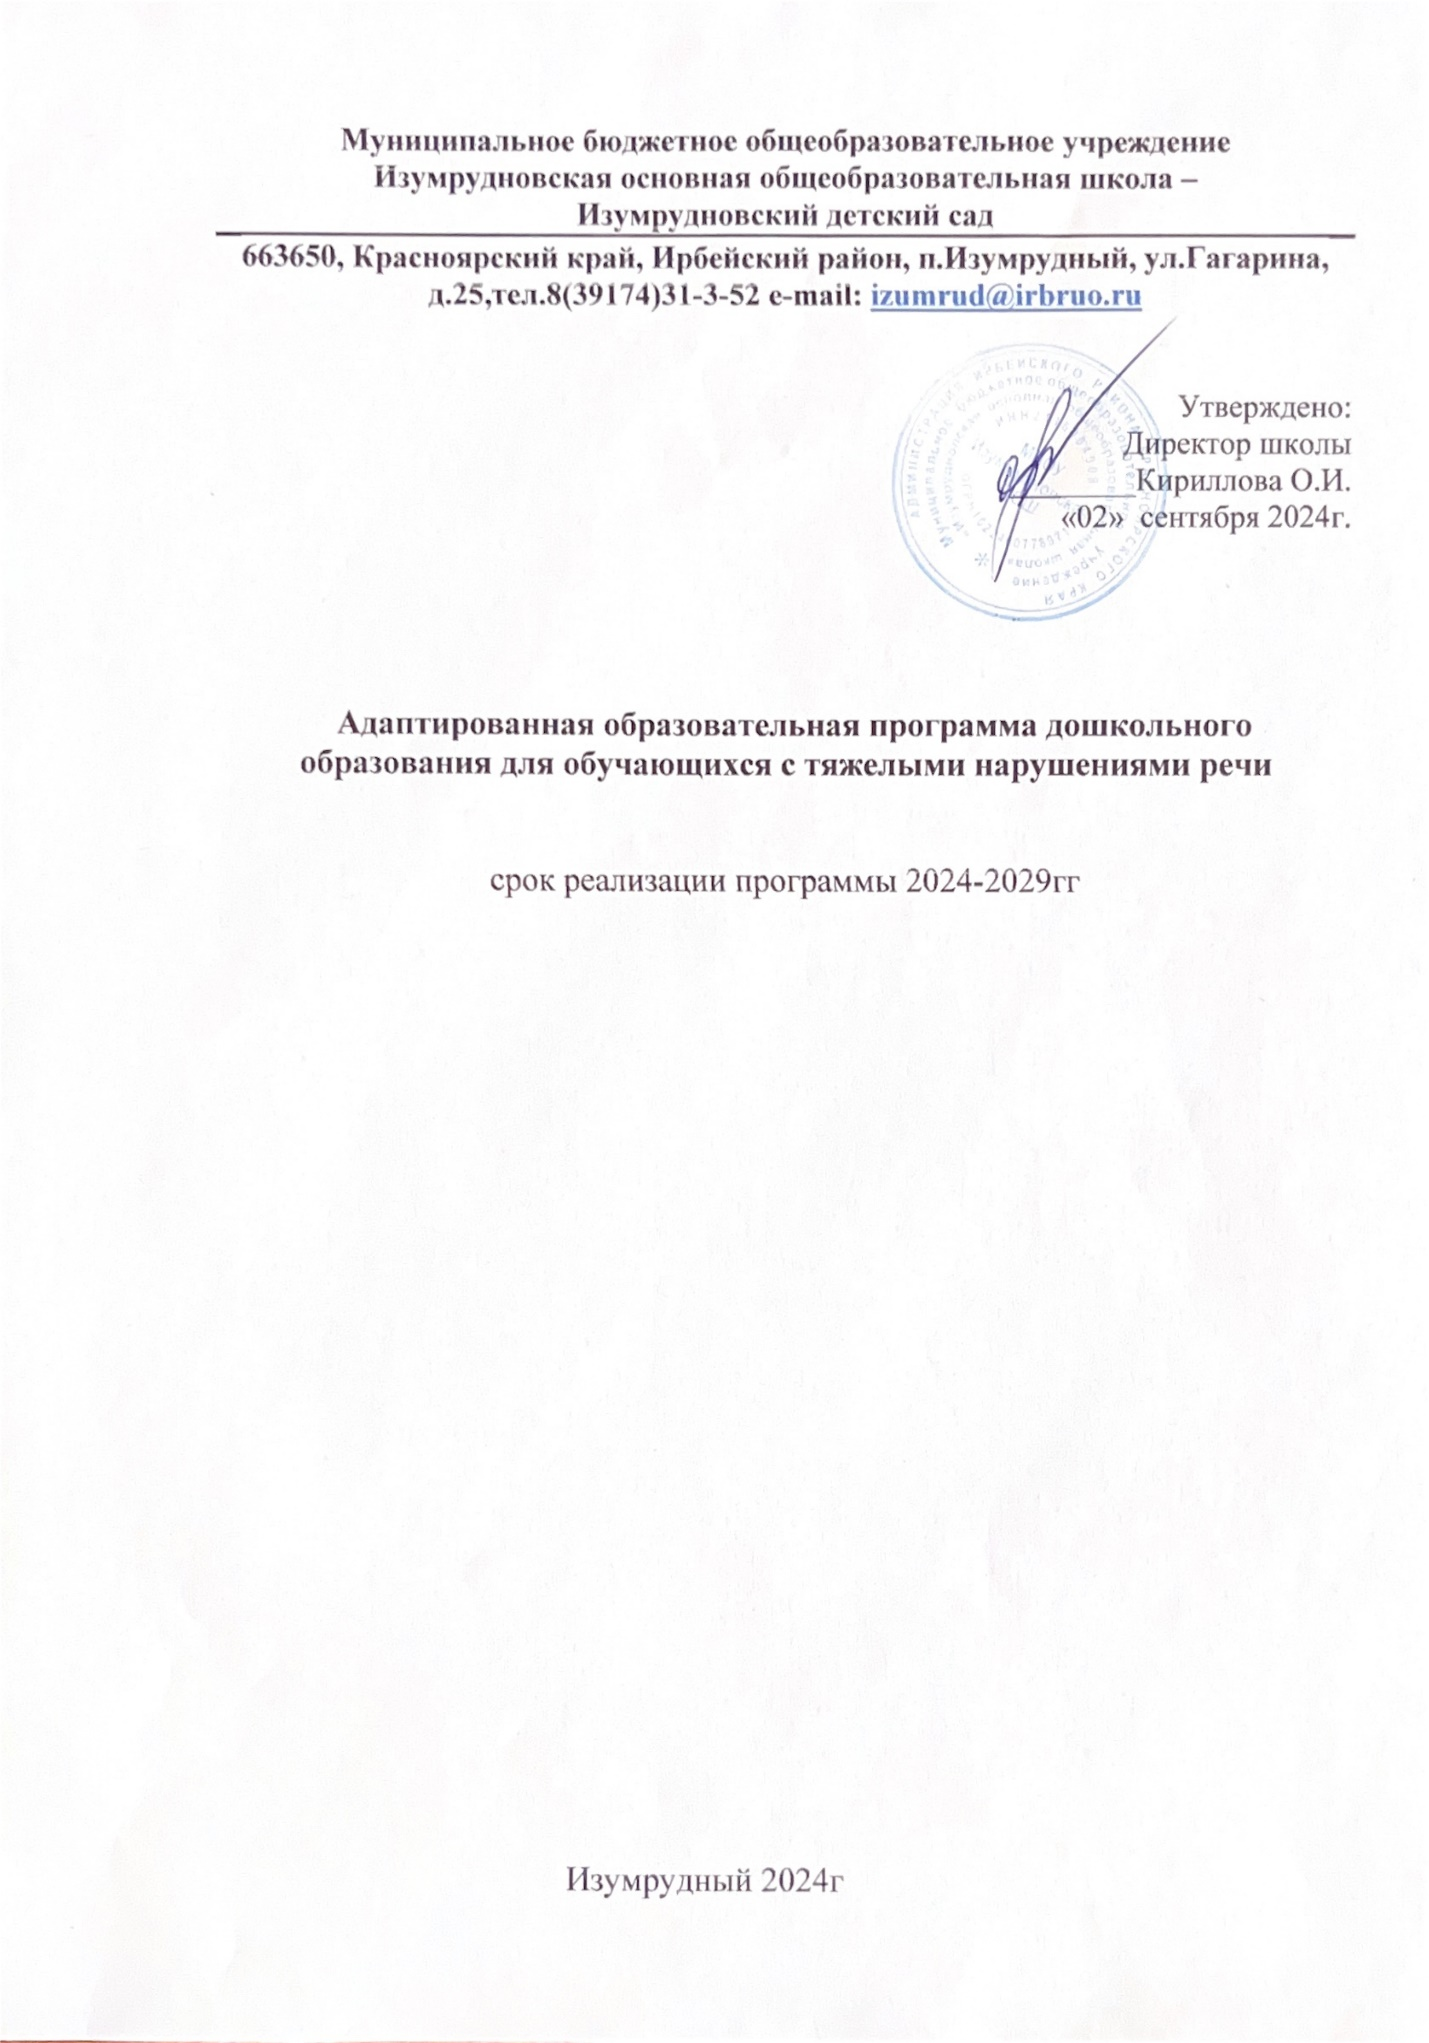 Муниципальное бюджетное общеобразовательное учреждение
Изумрудновская основная общеобразовательная школа –
Изумрудновский детский сад
663650, Красноярский край, Ирбейский район, п.Изумрудный, ул.Гагарина,
д.25,тел.8(39174)31-3-52 e-mail: izumrud@irbruo.ru
Утверждено:
Директор школы
Кириллова О.И.
«02» сентября 2024г.
Адаптированная образовательная программа дошкольного
образования для обучающихся с тяжелыми нарушениями речи
срок реализации программы 2024-2029гг
Изумрудный 2024г